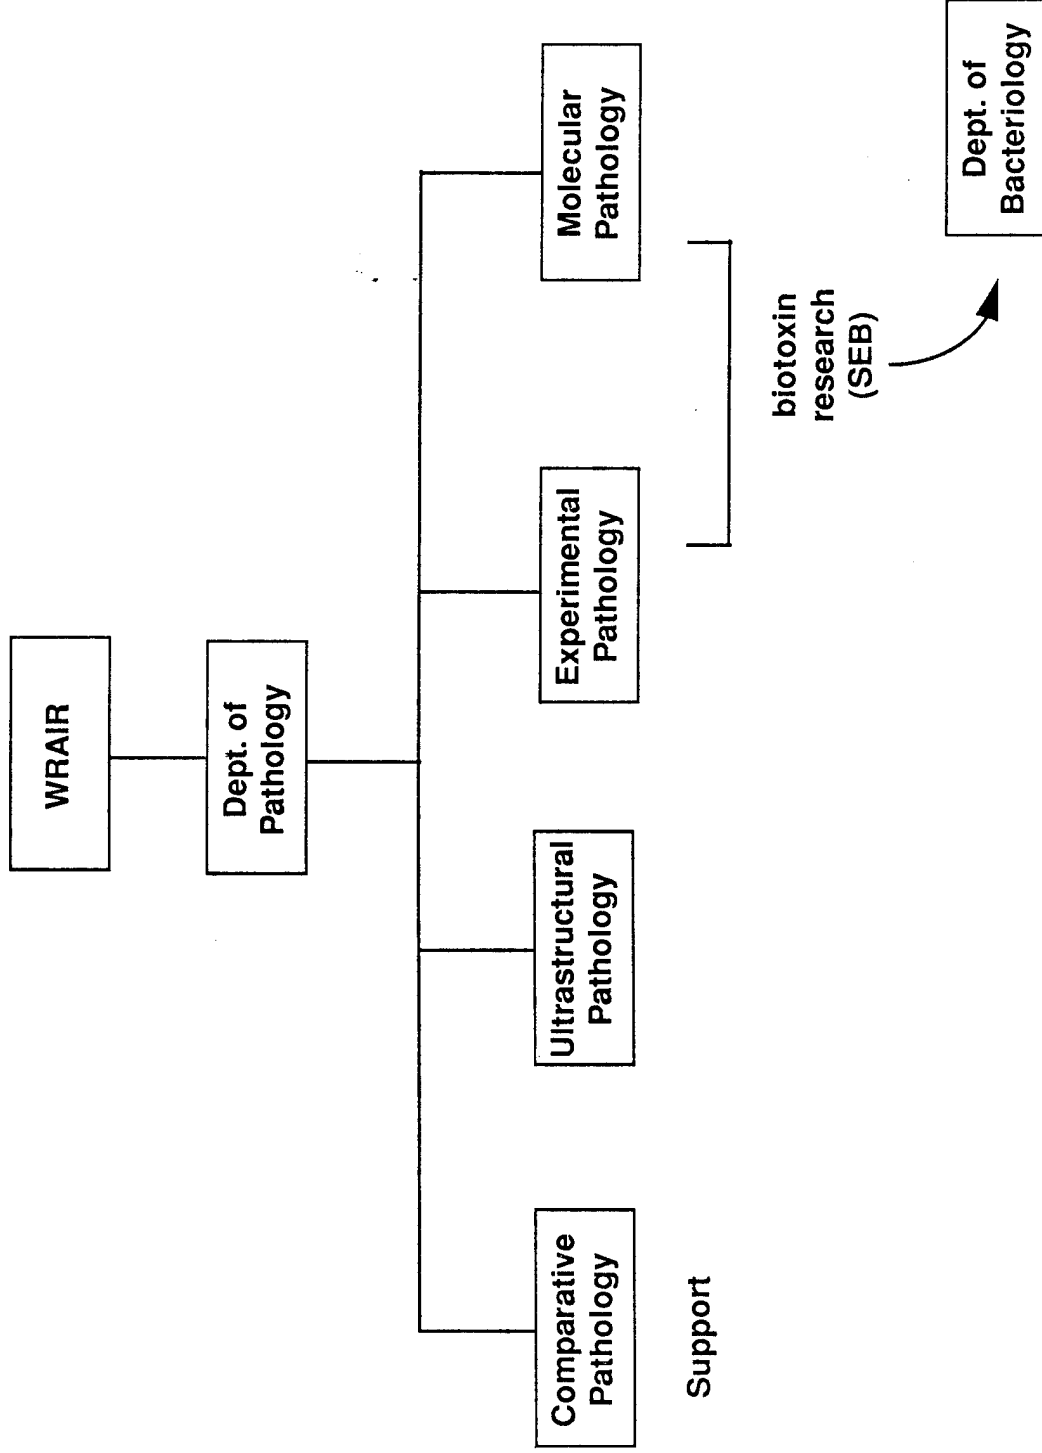 WRAIR
Dept. of
Pathology
Comparative
Pathology
Ultrastructural
Pathology
Experimental
Pathology
Molecular
Pathology
Support
biotoxin
research
(SEB)
Dept. of
Bacteriology